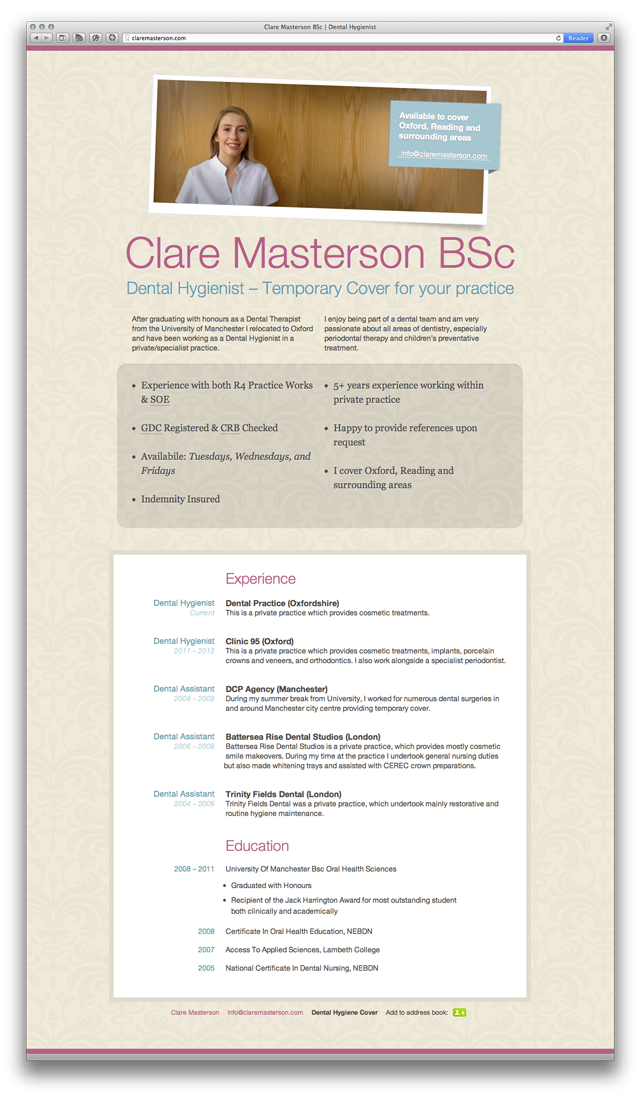 Clare Masterson BSc | Dental Hygienist
claremasterson.com
Reader
Available to cover
Oxford, Reading and
surrounding areas
info@claremasterson.com
Clare Masterson BSc
Dental Hygienist – Temporary Cover for your practice
After graduating with honours as a Dental Therapist
from the University of Manchester I relocated to Oxford
and have been working as a Dental Hygienist in a
private/specialist practice.
I enjoy being part of a dental team and am very
passionate about all areas of dentistry, especially
periodontal therapy and children's preventative
treatment.
• Experience with both R4 Practice Works
& SOE
• GDC Registered & CRB Checked
• Availabile: Tuesdays, Wednesdays, and
Fridays
• Indemnity Insured
• 5+ years experience working within
private practice
• Happy to provide references upon
request
• I cover Oxford, Reading and
surrounding areas
Experience
Dental Hygienist
Current
Dental Practice (Oxfordshire)
This is a private practice which provides cosmetic treatments.
Dental Hygienist
2011 – 2012
Clinic 95 (Oxford)
This is a private practice which provides cosmetic treatments, implants, porcelain
crowns and veneers, and orthodontics. I also work alongside a specialist periodontist.
Dental Assistant
2008 – 2009
DCP Agency (Manchester)
During my summer break from University, I worked for numerous dental surgeries in
and around Manchester city centre providing temporary cover.
Dental Assistant
2006 – 2008
Battersea Rise Dental Studios (London)
Battersea Rise Dental Studios is a private practice, which provides mostly cosmetic
smile makeovers. During my time at the practice I undertook general nursing duties
but also made whitening trays and assisted with CEREC crown preparations.
Dental Assistant
2004 – 2006
Trinity Fields Dental (London)
Trinity Fields Dental was a private practice, which undertook mainly restorative and
routine hygiene maintenance.
Education
2008 – 2011 University Of Manchester Bsc Oral Health Sciences
• Graduated with Honours
• Recipient of the Jack Harrington Award for most outstanding student
both clinically and academically
2008 Certificate In Oral Health Education, NEBDN
2007 Access To Applied Sciences, Lambeth College
2005 National Certificate In Dental Nursing, NEBDN
Clare Masterson info@claremasterson.com Dental Hygiene Cover Add to address book: